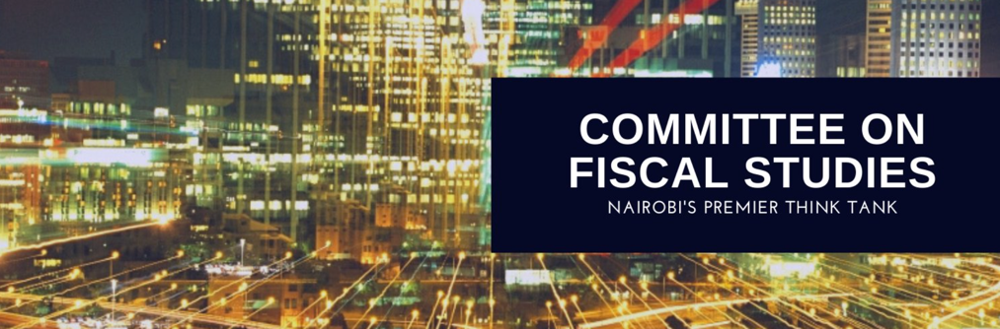 COMMITTEE ON
FISCAL STUDIES
NAIROBI'S PREMIER THINK TANK